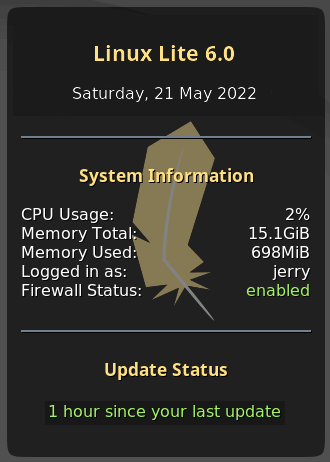 Linux Lite 6.0
Saturday, 21 May 2022
System Information
CPU Usage: 2%
Memory Total: 15.1GiB
Memory Used: 698MiB
Logged in as: jerry
Firewall Status: enabled
Update Status
1 hour since your last update